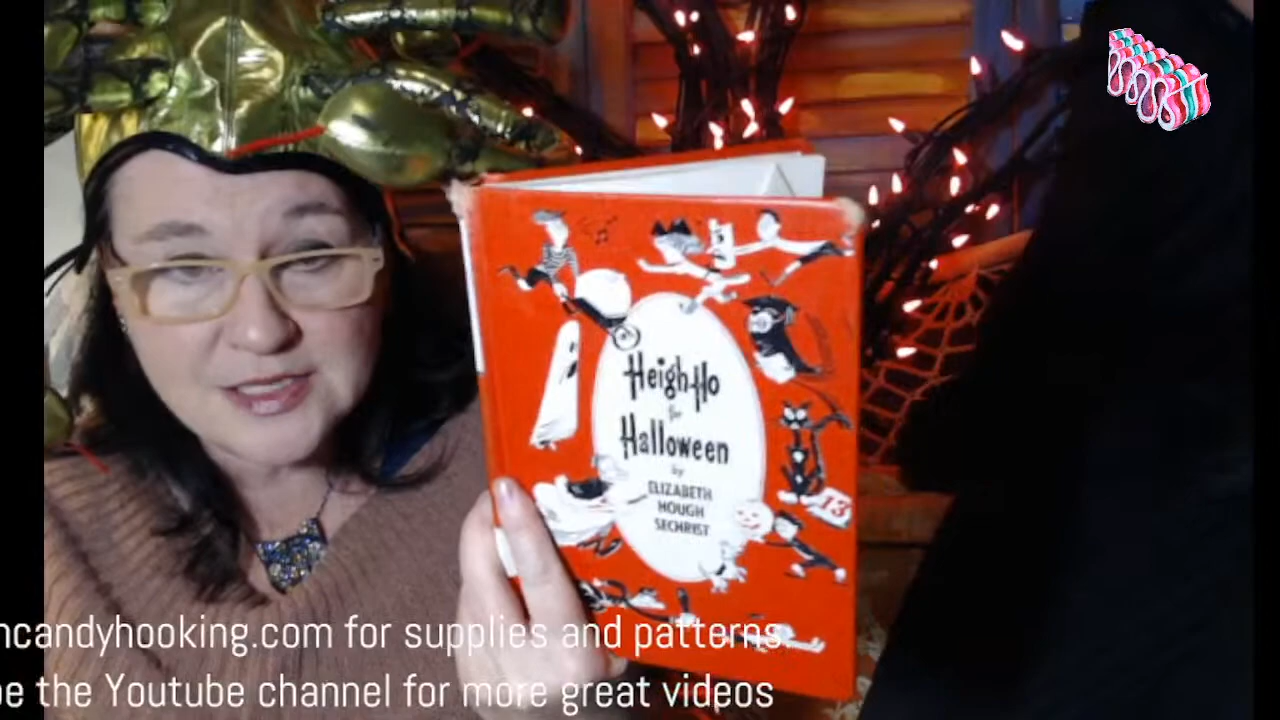 Heigh-Ho
for
Halloween
by
ELIZABETH
HOUGH
SECHRIST
13
ncandyhooking.com for supplies and patterns.
be the Youtube channel for more great videos